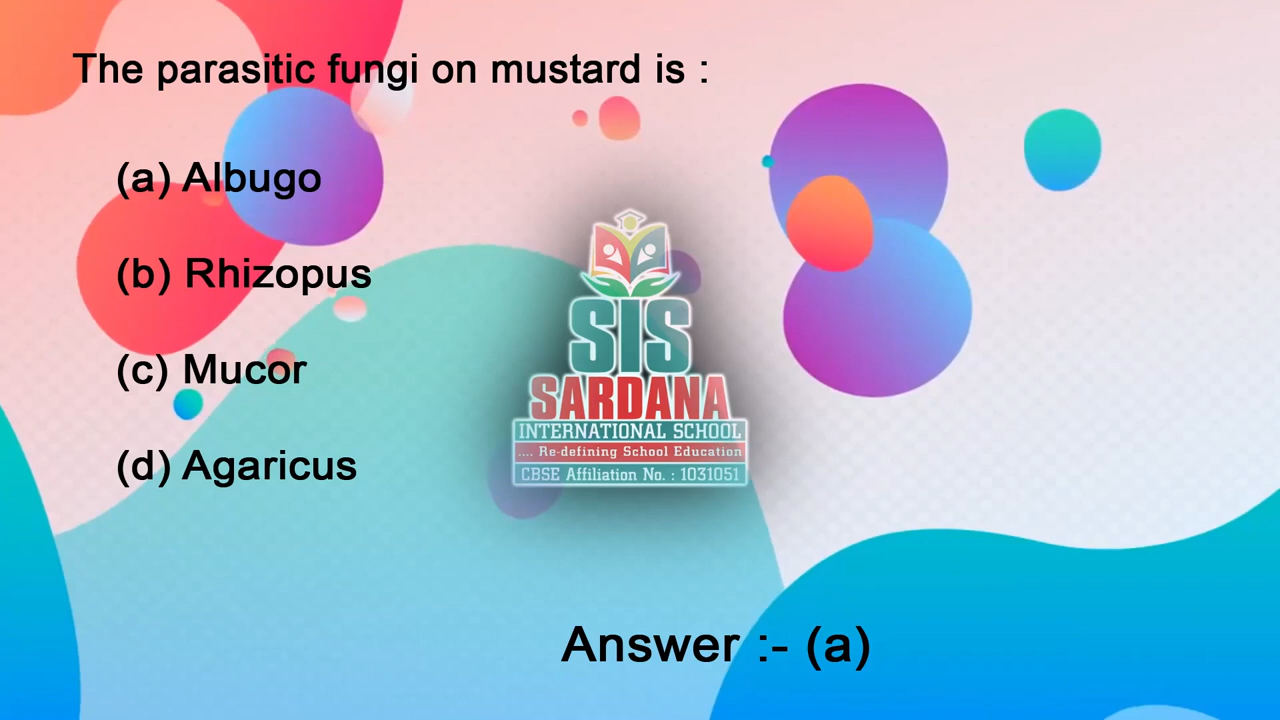 The parasitic fungi on mustard is :
(a) Albugo
(b) Rhizopus
(c) Mucor
(d) Agaricus
SIS
SARDANA
INTERNATIONAL SCHOOL
.... Re-defining School Education
CBSE Affiliation No. : 1031051
Answer :- (a)